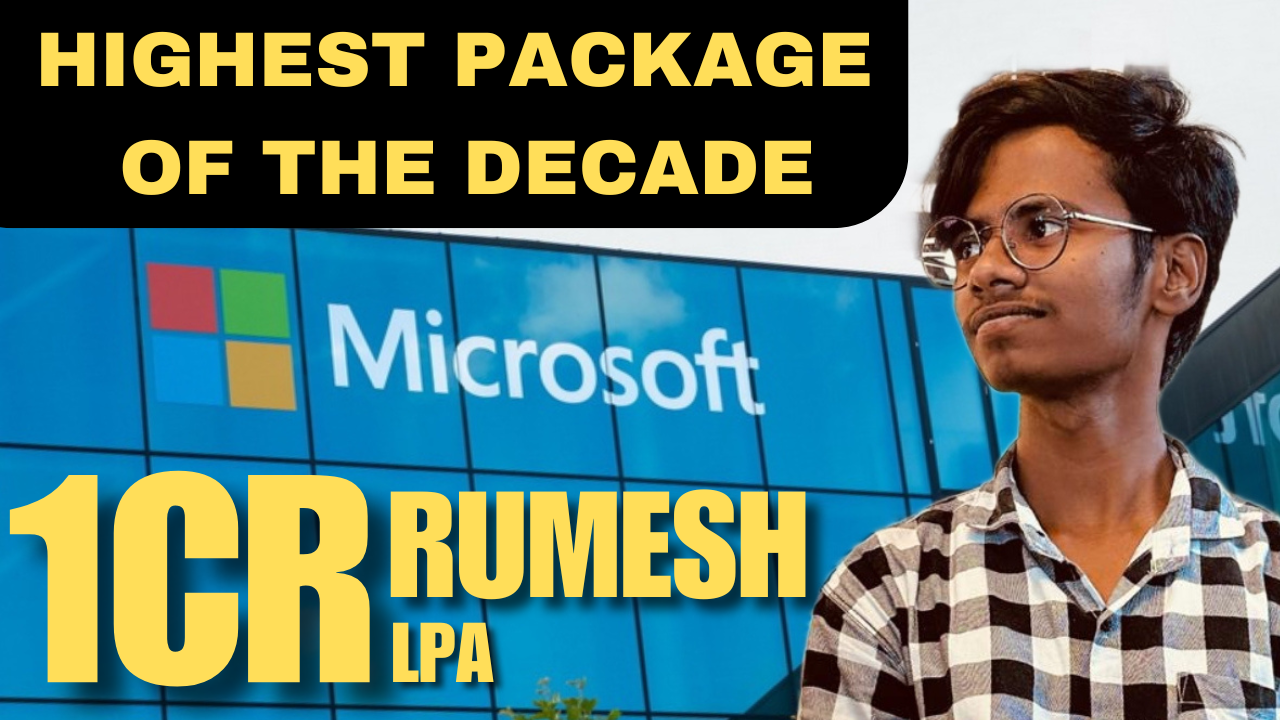 HIGHEST PACKAGE
OF THE DECADE
Microsoft
1CR RUMESH
LPA